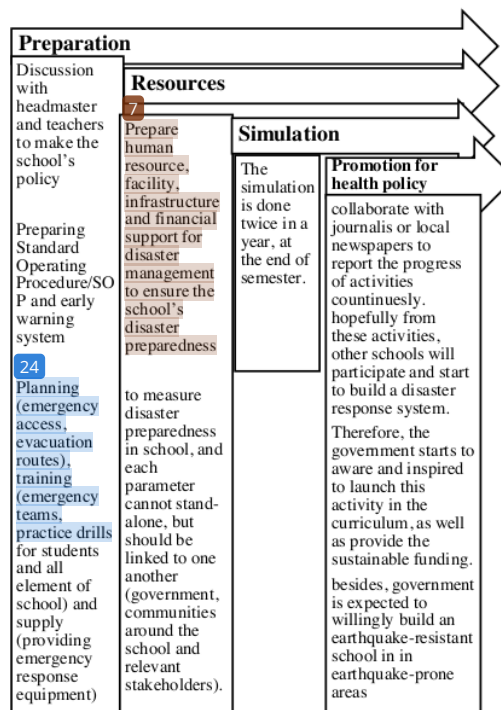 Preparation
Discussion
with
headmaster
and teachers
to make the
school's
policy
Preparing
Standard
Operating
Procedure/SO
P and early
warning
system
24
Planning
(emergency
access,
evacuation
routes),
training
(emergency
teams,
practice drills
for students
and all
element of
school) and
supply
(providing
emergency
response
equipment)
Resources
7
Prepare
human
resource,
facility,
infrastructure
and financial
support for
disaster
management
to ensure the
school's
disaster
preparedness
to measure
disaster
preparedness
in school, and
each
parameter
cannot stand-
alone, but
should be
linked to one
another
(government,
communities
around the
school and
relevant
stakeholders).
Simulation
The
simulation
is done
twice in a
year, at
the end of
semester.
Promotion for
health policy
collaborate with
journalis or local
newspapers to
report the progress
of activities
countinuesly.
hopefully from
these activities,
other schools will
participate and start
to build a disaster
response system.
Therefore, the
government starts to
aware and inspired
to launch this
activity in the
curriculum, as well
as provide the
sustainable funding.
besides, government
is expected to
willingly build an
earthquake-resistant
school in in
earthquake-prone
areas